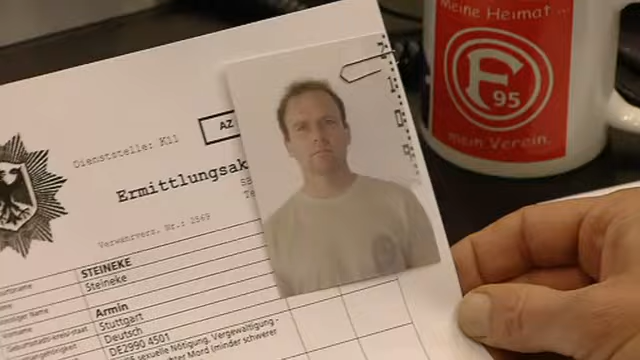 Meine Heimat ...
F 95
mein Verein.
Dienststelle: K11
AZ
Ermittlungsak
Verwahrverz. Nr.: 2569
STEINEKE
Steineke
Armin
Stuttgart
Deutsch
DE2990 4501
sexuelle Nötigung, Vergewaltigung -
Mord (minder schwerer